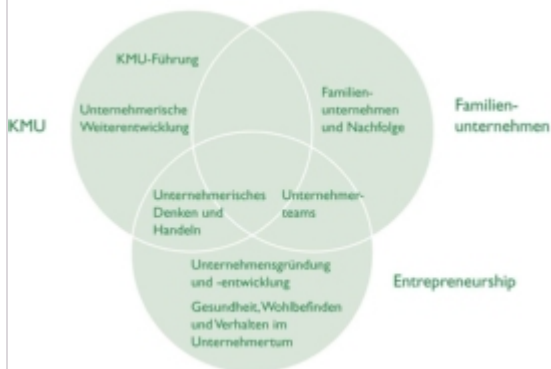 KMU-Führung
Unternehmerische
Weiterentwicklung
KMU
Familien-
unternehmen
und Nachfolge
Familien-
unternehmen
Unternehmerisches
Denken und
Handeln
Unternehmer-
teams
Unternehmensgründung
und -entwicklung
Gesundheit, Wohlbefinden
und Verhalten im
Unternehmertum
Entrepreneurship